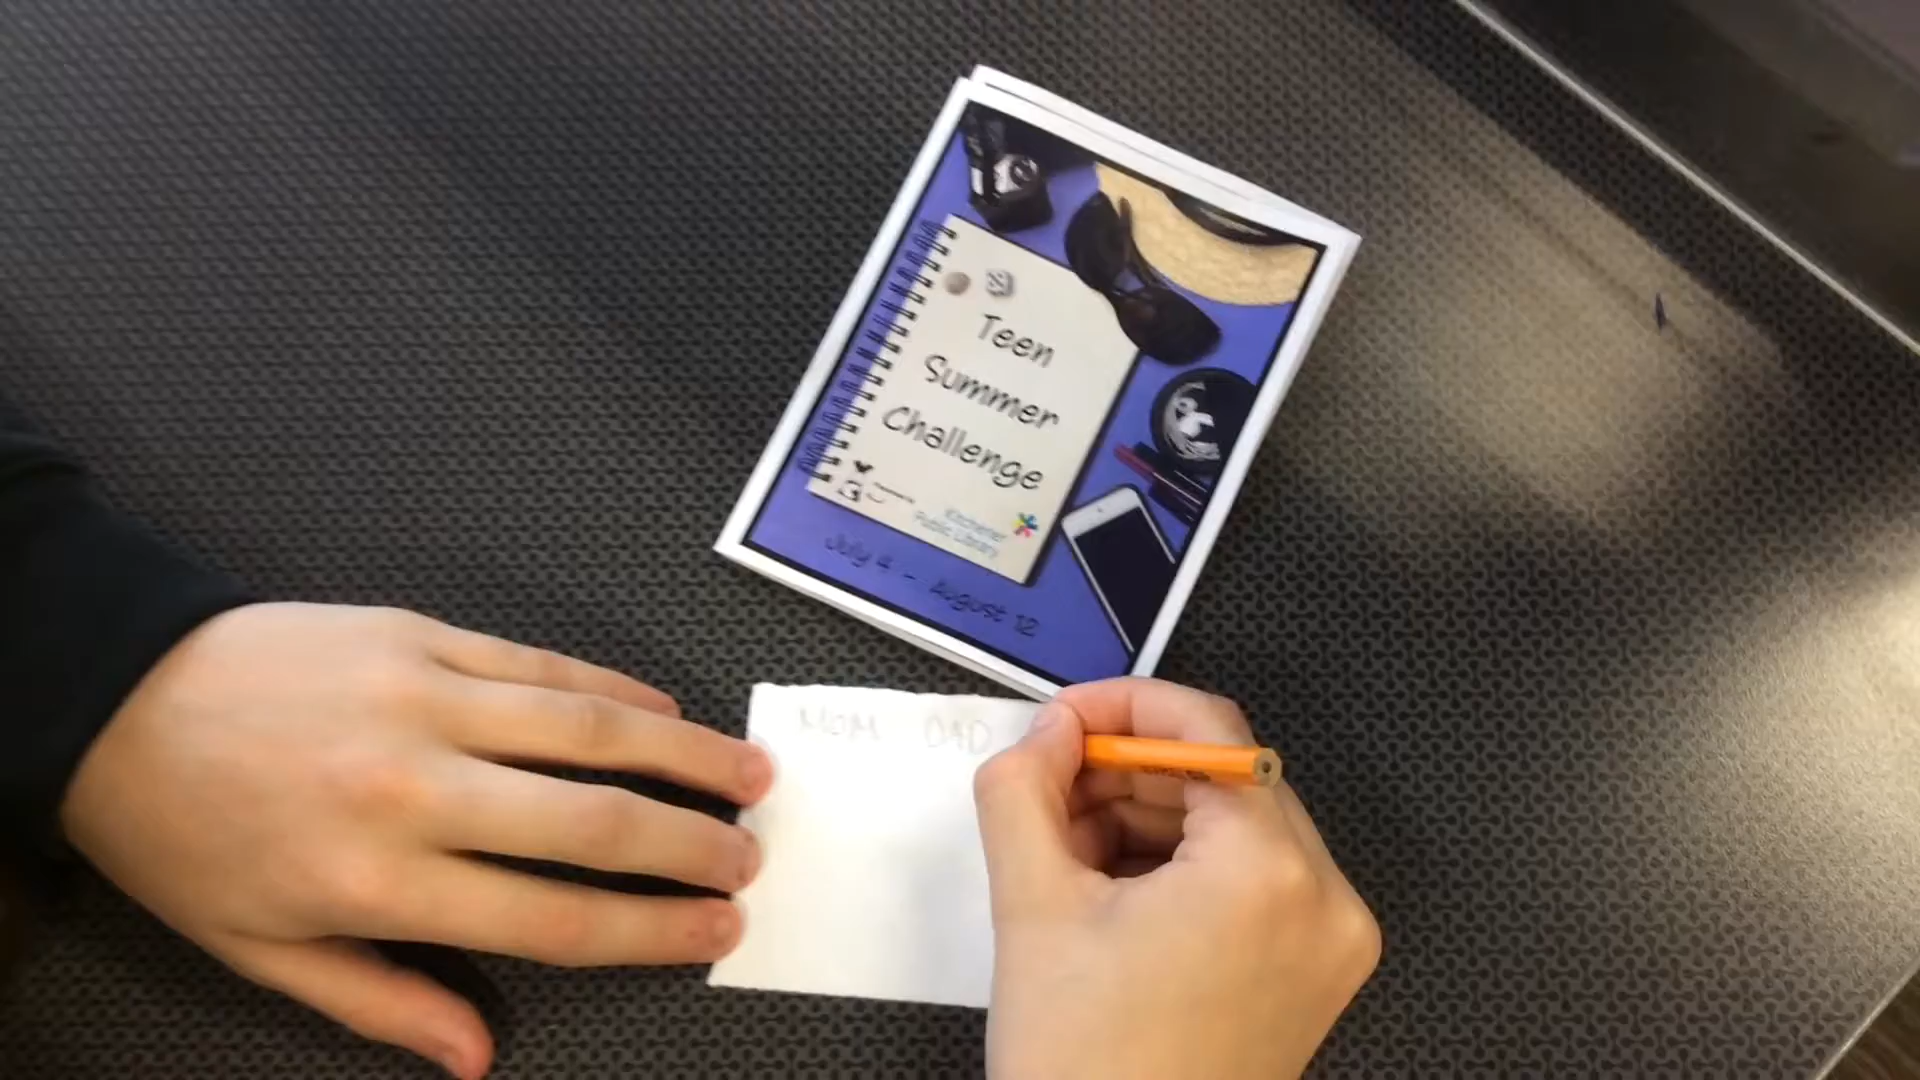 Teen
Summer
Challenge
Kitchener
Public Library
July 4 - August 12
MOM DAD